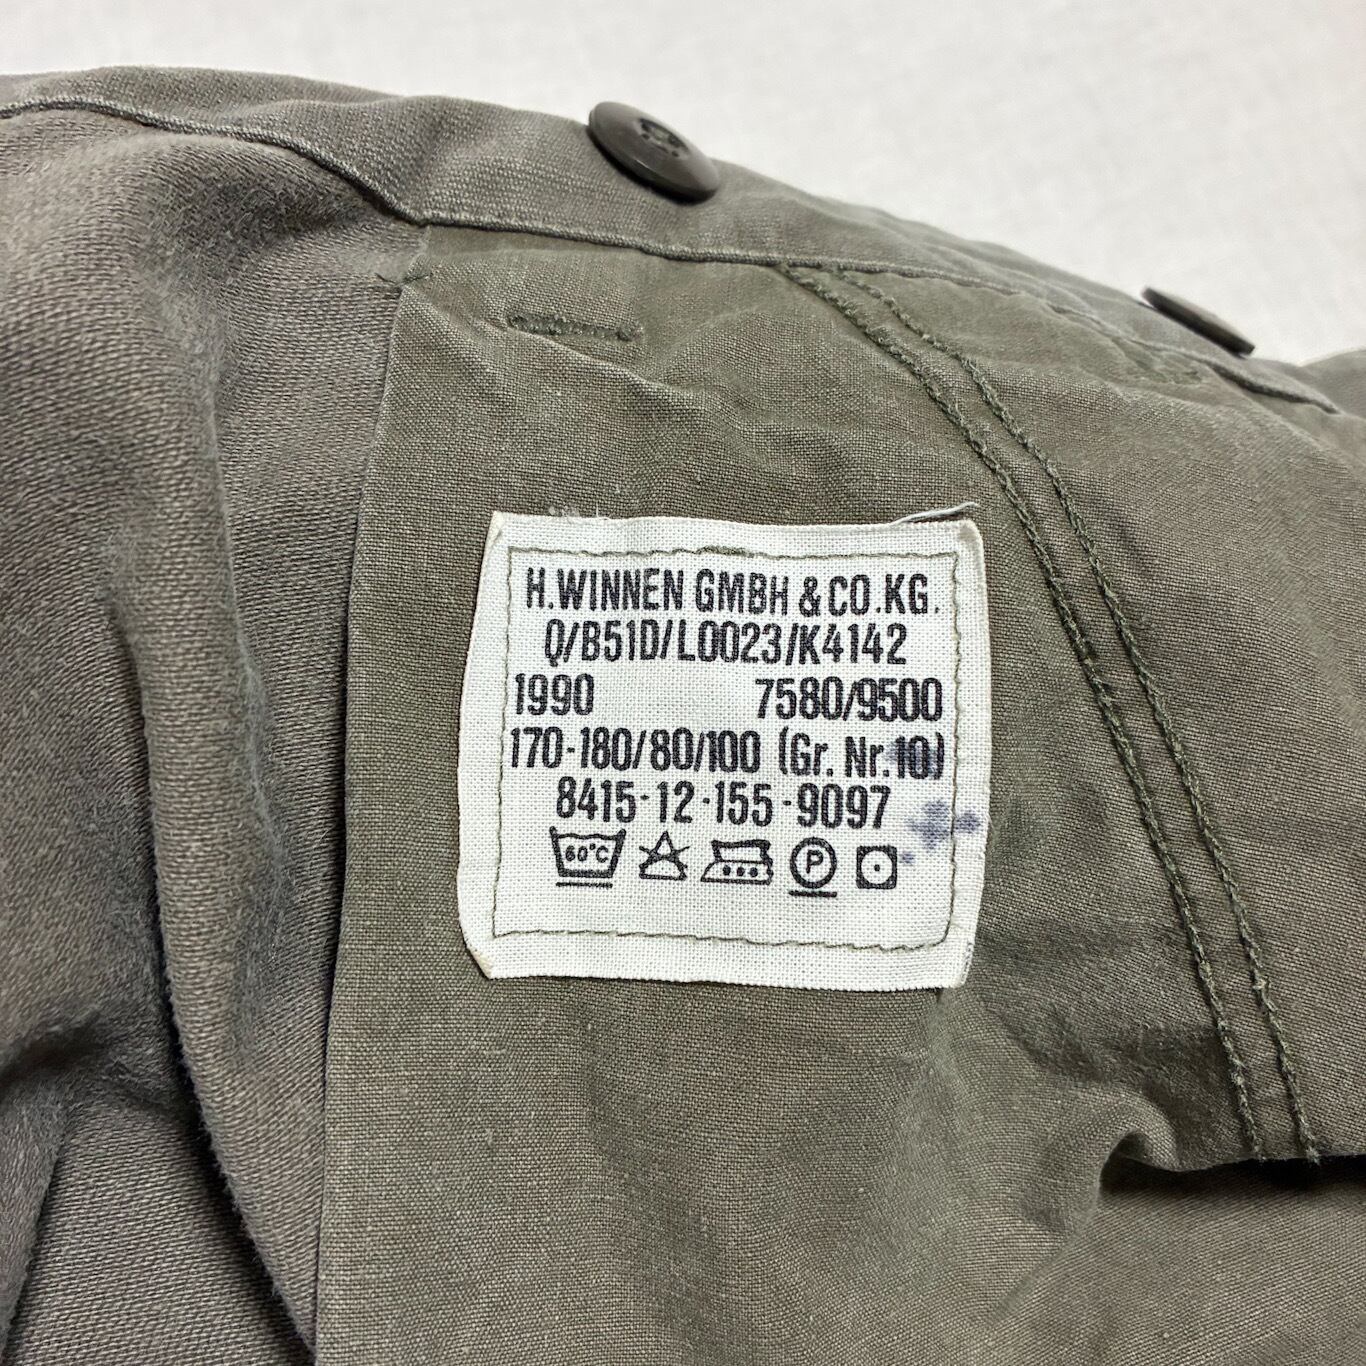 H.WINNEN GMBH & CO.KG.
Q/B51D/L0023/K4142
1990 7580/9500
170-180/80/100 (Gr. Nr.10)
8415-12-155-9097
60°C P